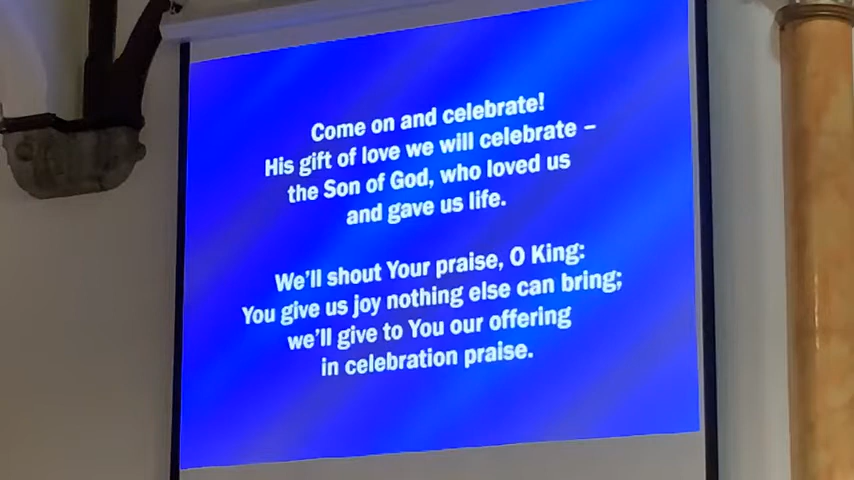 Come on and celebrate!
His gift of love we will celebrate –
the Son of God, who loved us
and gave us life.
We'll shout Your praise, O King:
You give us joy nothing else can bring;
we'll give to You our offering
in celebration praise.